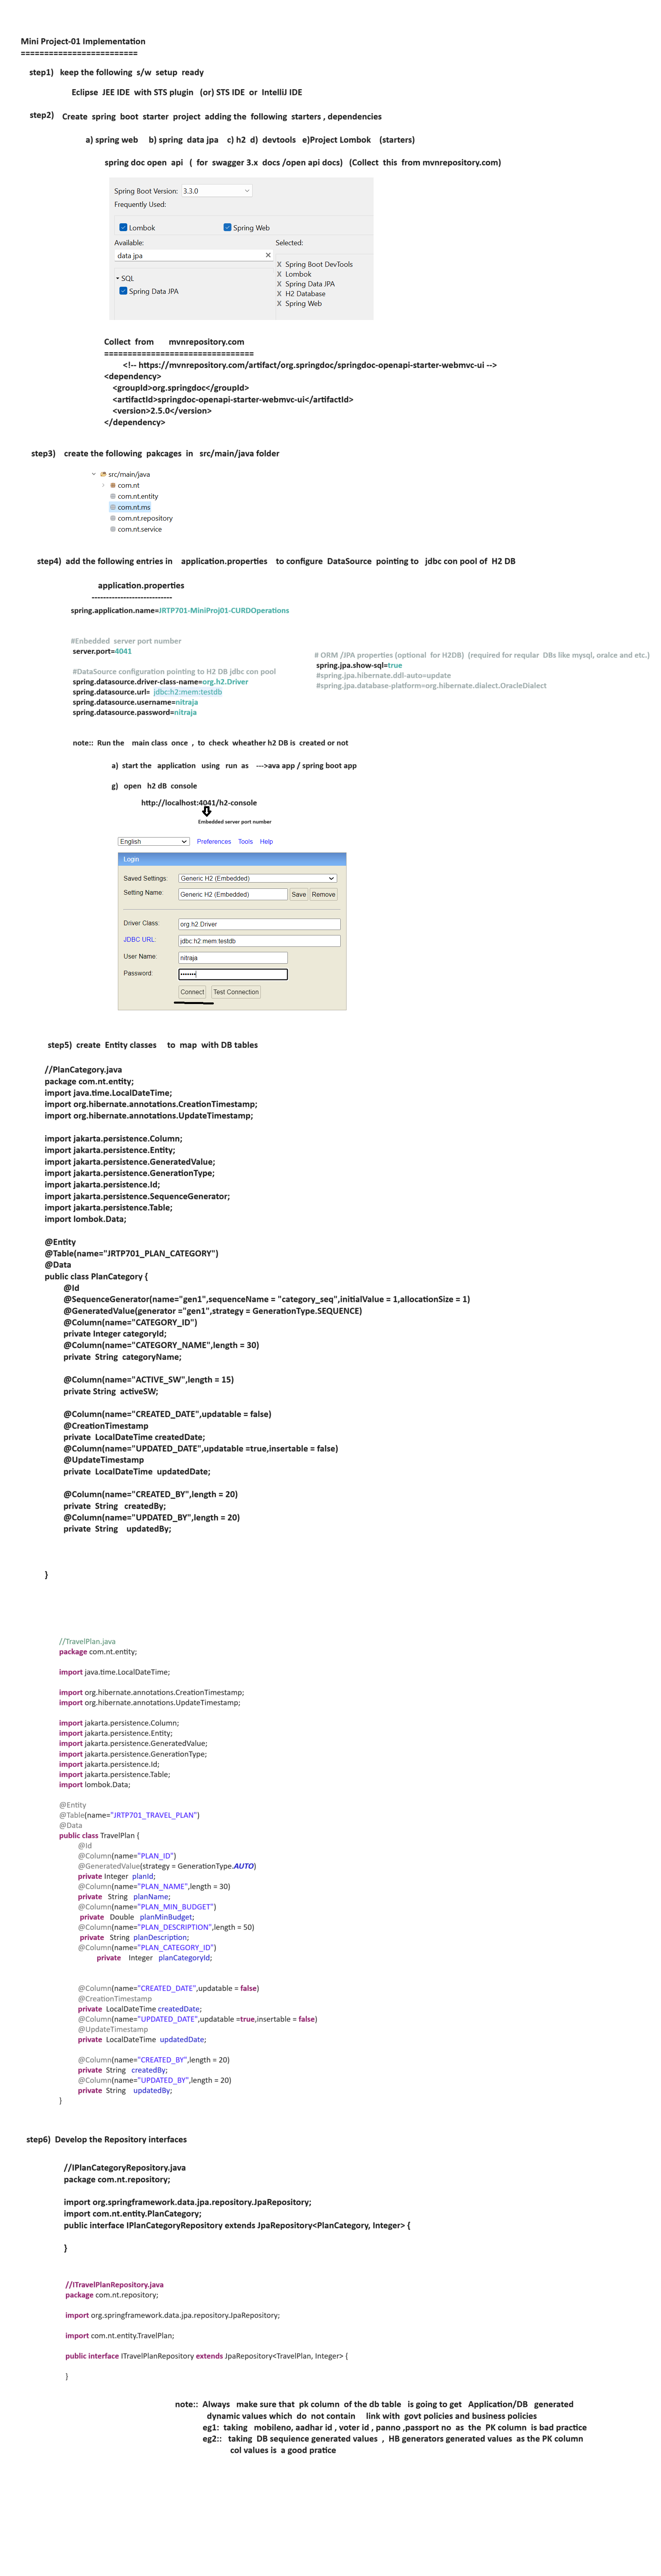 Mini Project-01 Implementation
=========================
step1)   keep the following  s/w  setup  ready
Eclipse  JEE IDE  with STS plugin   (or) STS IDE  or  IntelliJ IDE
step2)   Create  spring  boot  starter  project  adding the  following  starters , dependencies
a) spring web    b) spring  data jpa    c) h2  d)  devtools   e)Project Lombok    (starters)
spring doc open  api   (  for  swagger 3.x  docs /open api docs)   (Collect  this  from mvnrepository.com)
Spring Boot Version: 3.3.0
Frequently Used:
Lombok   Spring Web
Available:   Selected:
data jpa   X
X Spring Boot DevTools
X Lombok
SQL   X Spring Data JPA
Spring Data JPA   X H2 Database
X Spring Web
Collect  from      mvnrepository.com
================================
<!-- https://mvnrepository.com/artifact/org.springdoc/springdoc-openapi-starter-webmvc-ui -->
<dependency>
<groupId>org.springdoc</groupId>
<artifactId>springdoc-openapi-starter-webmvc-ui</artifactId>
<version>2.5.0</version>
</dependency>
step3)   create the following  pakcages  in   src/main/java folder
src/main/java
com.nt
com.nt.entity
com.nt.ms
com.nt.repository
com.nt.service
step4)  add the following entries in    application.properties    to configure  DataSource  pointing to   jdbc con pool of  H2 DB
application.properties
----------------------------
spring.application.name=JRTP701-MiniProj01-CURDOperations
#Enbedded  server port number
server.port=4041
#DataSource configuration pointing to H2 DB jdbc con pool
spring.datasource.driver-class-name=org.h2.Driver
spring.datasource.url=  jdbc:h2:mem:testdb
spring.datasource.username=nitraja
spring.datasource.password=nitraja
# ORM /JPA properties (optional  for H2DB)  (required for reqular  DBs like mysql, oralce and etc.)
spring.jpa.show-sql=true
#spring.jpa.hibernate.ddl-auto=update
#spring.jpa.database-platform=org.hibernate.dialect.OracleDialect
note::  Run the    main class  once  ,  to  check  wheather h2 DB is  created or not
a)  start the   application   using   run  as    --->ava app / spring boot app
g)   open   h2 dB  console
http://localhost:4041/h2-console
Embedded server port number
English   Preferences   Tools   Help
Login
Saved Settings: Generic H2 (Embedded)
Setting Name: Generic H2 (Embedded) Save Remove
Driver Class: org.h2.Driver
JDBC URL: jdbc:h2:mem:testdb
User Name: nitraja
Password: •••••••
Connect   Test Connection
step5)  create  Entity classes     to  map  with DB tables
//PlanCategory.java
package com.nt.entity;
import java.time.LocalDateTime;
import org.hibernate.annotations.CreationTimestamp;
import org.hibernate.annotations.UpdateTimestamp;
import jakarta.persistence.Column;
import jakarta.persistence.Entity;
import jakarta.persistence.GeneratedValue;
import jakarta.persistence.GenerationType;
import jakarta.persistence.Id;
import jakarta.persistence.SequenceGenerator;
import jakarta.persistence.Table;
import lombok.Data;
@Entity
@Table(name="JRTP701_PLAN_CATEGORY")
@Data
public class PlanCategory {
@Id
@SequenceGenerator(name="gen1",sequenceName = "category_seq",initialValue = 1,allocationSize = 1)
@GeneratedValue(generator ="gen1",strategy = GenerationType.SEQUENCE)
@Column(name="CATEGORY_ID")
private Integer categoryId;
@Column(name="CATEGORY_NAME",length = 30)
private  String  categoryName;
@Column(name="ACTIVE_SW",length = 15)
private String  activeSW;
@Column(name="CREATED_DATE",updatable = false)
@CreationTimestamp
private  LocalDateTime createdDate;
@Column(name="UPDATED_DATE",updatable =true,insertable = false)
@UpdateTimestamp
private  LocalDateTime  updatedDate;
@Column(name="CREATED_BY",length = 20)
private  String   createdBy;
@Column(name="UPDATED_BY",length = 20)
private  String    updatedBy;
}
//TravelPlan.java
package com.nt.entity;
import java.time.LocalDateTime;
import org.hibernate.annotations.CreationTimestamp;
import org.hibernate.annotations.UpdateTimestamp;
import jakarta.persistence.Column;
import jakarta.persistence.Entity;
import jakarta.persistence.GeneratedValue;
import jakarta.persistence.GenerationType;
import jakarta.persistence.Id;
import jakarta.persistence.Table;
import lombok.Data;
@Entity
@Table(name="JRTP701_TRAVEL_PLAN")
@Data
public class TravelPlan {
@Id
@Column(name="PLAN_ID")
@GeneratedValue(strategy = GenerationType.AUTO)
private Integer  planId;
@Column(name="PLAN_NAME",length = 30)
private   String   planName;
@Column(name="PLAN_MIN_BUDGET")
private   Double   planMinBudget;
@Column(name="PLAN_DESCRIPTION",length = 50)
private   String  planDescription;
@Column(name="PLAN_CATEGORY_ID")
private    Integer   planCategoryId;
@Column(name="CREATED_DATE",updatable = false)
@CreationTimestamp
private  LocalDateTime createdDate;
@Column(name="UPDATED_DATE",updatable =true,insertable = false)
@UpdateTimestamp
private  LocalDateTime  updatedDate;
@Column(name="CREATED_BY",length = 20)
private  String   createdBy;
@Column(name="UPDATED_BY",length = 20)
private  String    updatedBy;
}
step6)  Develop the Repository interfaces
//IPlanCategoryRepository.java
package com.nt.repository;
import org.springframework.data.jpa.repository.JpaRepository;
import com.nt.entity.PlanCategory;
public interface IPlanCategoryRepository extends JpaRepository<PlanCategory, Integer> {
}
//ITravelPlanRepository.java
package com.nt.repository;
import org.springframework.data.jpa.repository.JpaRepository;
import com.nt.entity.TravelPlan;
public interface ITravelPlanRepository extends JpaRepository<TravelPlan, Integer> {
}
note::  Always   make sure that  pk column  of the db table   is going to get   Application/DB   generated
dynamic values which  do  not contain     link with  govt policies and business policies
eg1:  taking   mobileno, aadhar id , voter id , panno ,passport no  as  the  PK column  is bad practice
eg2::   taking  DB sequience generated values  ,  HB generators generated values  as the PK column
col values is  a good pratice